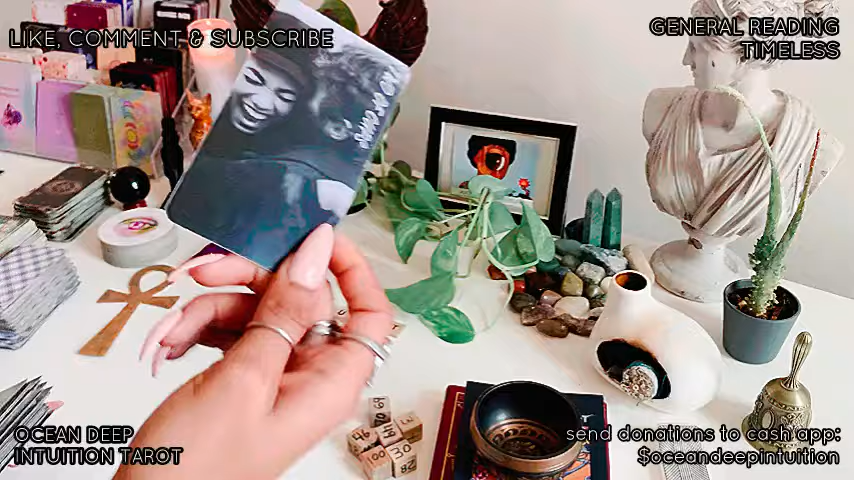 LIKE, COMMENT & SUBSCRIBE
GENERAL READING
TIMELESS
OCEAN DEEP
INTUITION TAROT
send donations to cash app:
$oceandeepintuition